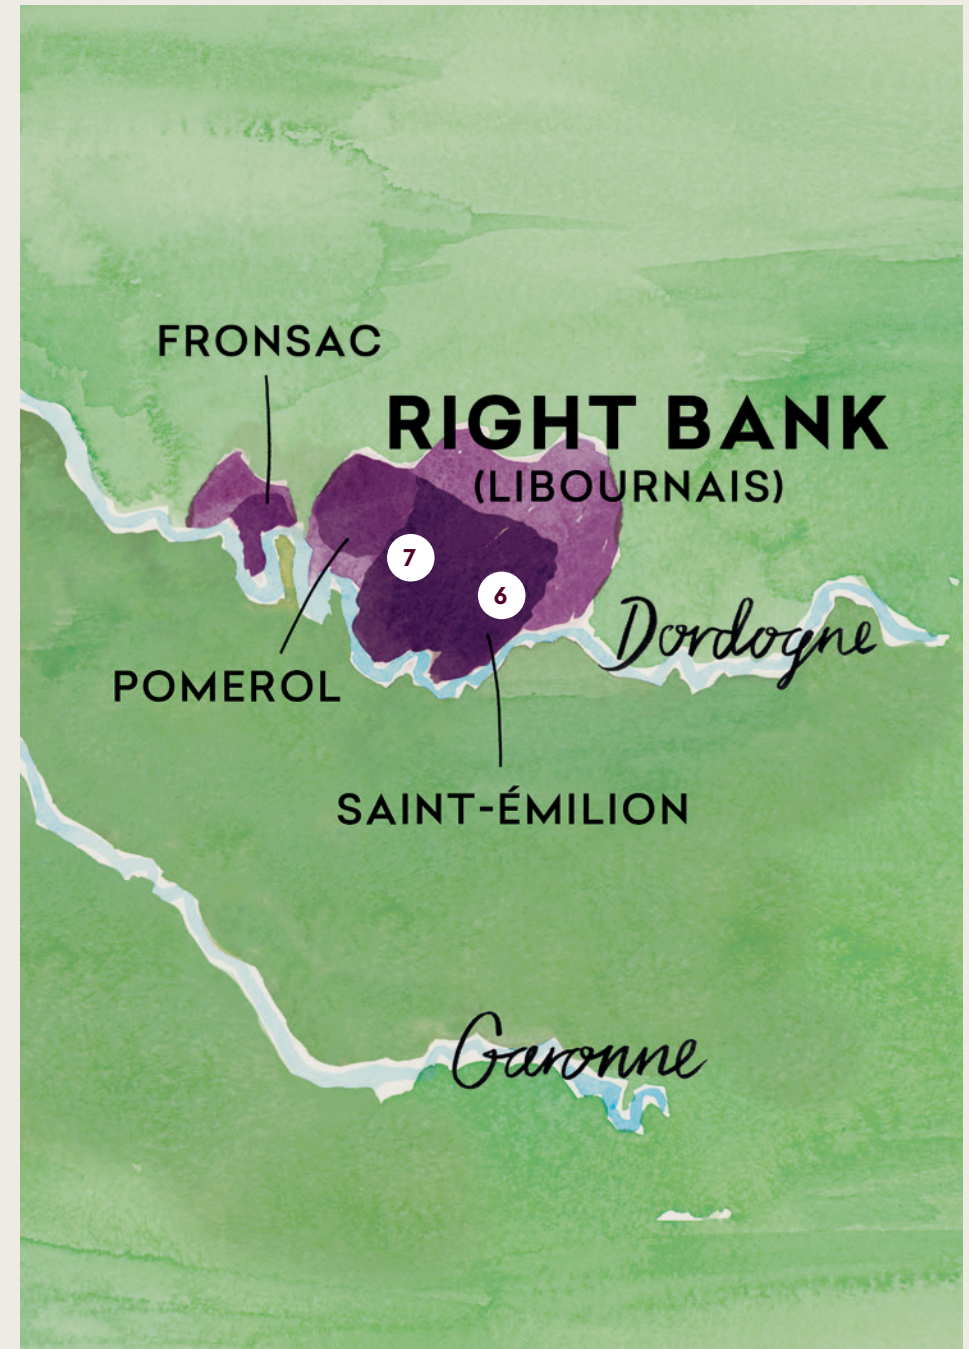 FRONSAC
RIGHT BANK
(LIBOURNAIS)
7
6
Dordogne
POMEROL
SAINT-ÉMILION
Garonne